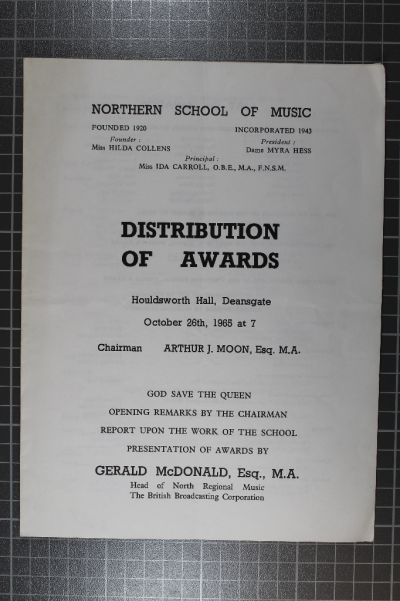 NORTHERN SCHOOL OF MUSIC
FOUNDED 1920 INCORPORATED 1943
Founder : President :
Miss HILDA COLLENS Dame MYRA HESS
Principal :
Miss IDA CARROLL, O.B.E., M.A., F.N.S.M.
DISTRIBUTION
OF AWARDS
Houldsworth Hall, Deansgate
October 26th, 1965 at 7
Chairman ARTHUR J. MOON, Esq. M.A.
GOD SAVE THE QUEEN
OPENING REMARKS BY THE CHAIRMAN
REPORT UPON THE WORK OF THE SCHOOL
PRESENTATION OF AWARDS BY
GERALD McDONALD, Esq., M.A.
Head of North Regional Music
The British Broadcasting Corporation